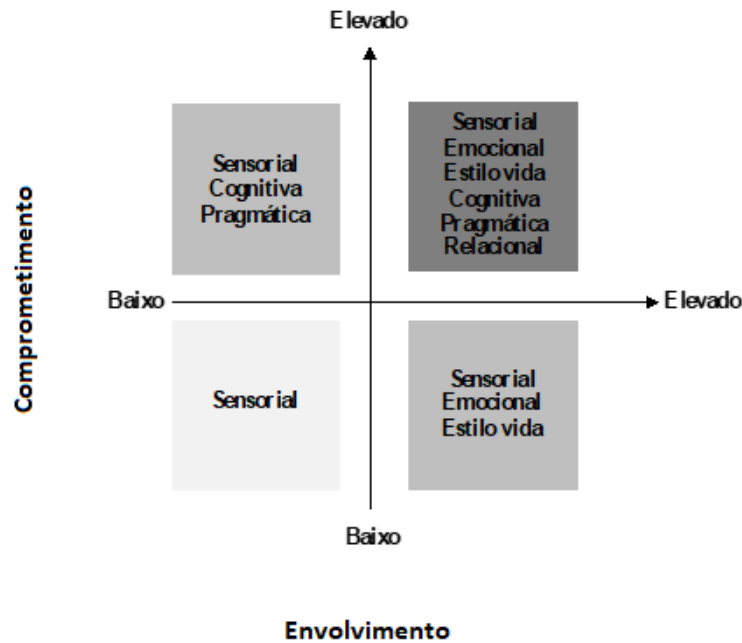 Elevado
Sensorial
Cognitiva
Pragmática
Sensorial
Emocional
Estilo vida
Cognitiva
Pragmática
Relacional
Comprometimento
Baixo
Elevado
Sensorial
Sensorial
Emocional
Estilo vida
Baixo
Envolvimento